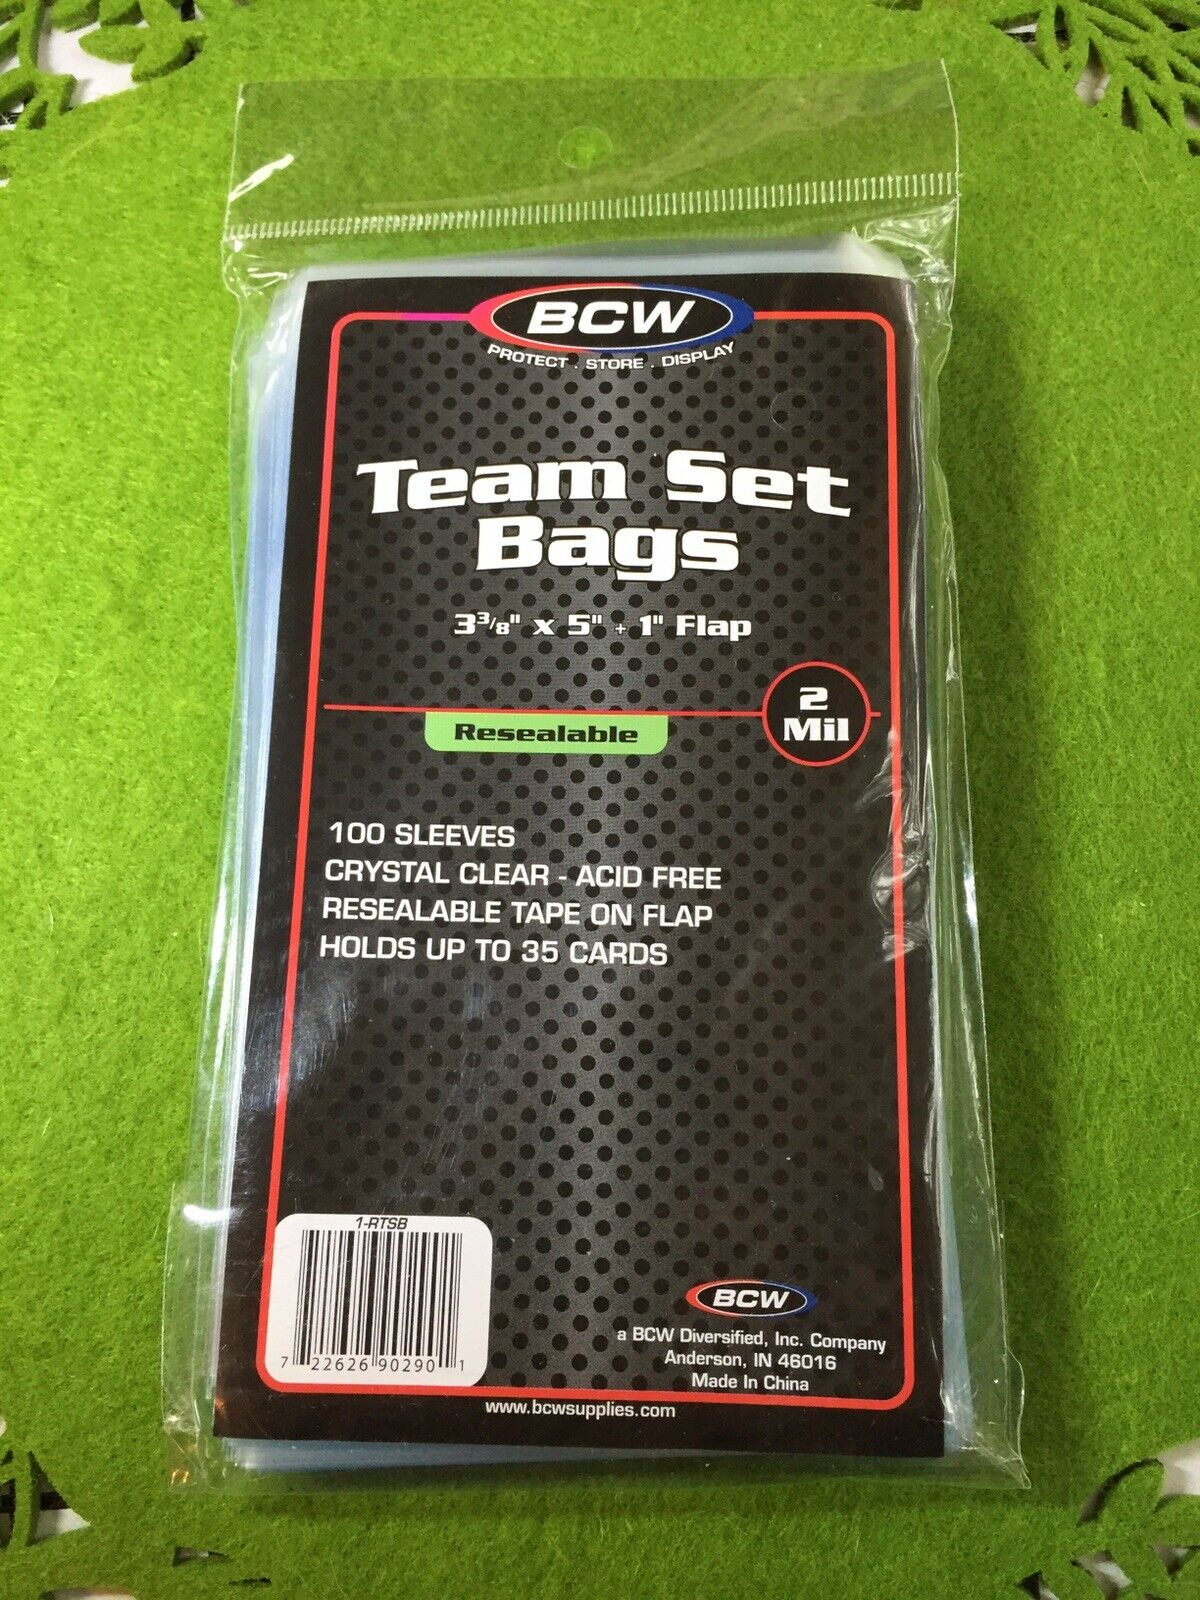 BCW
PROTECT . STORE . DISPLAY
Team Set
Bags
3 3/8" x 5" + 1" Flap
2
Mil
Resealable
100 SLEEVES
CRYSTAL CLEAR - ACID FREE
RESEALABLE TAPE ON FLAP
HOLDS UP TO 35 CARDS
1-RTSB
7 22626 90290 1
BCW
a BCW Diversified, Inc. Company
Anderson, IN 46016
Made In China
www.bcwsupplies.com